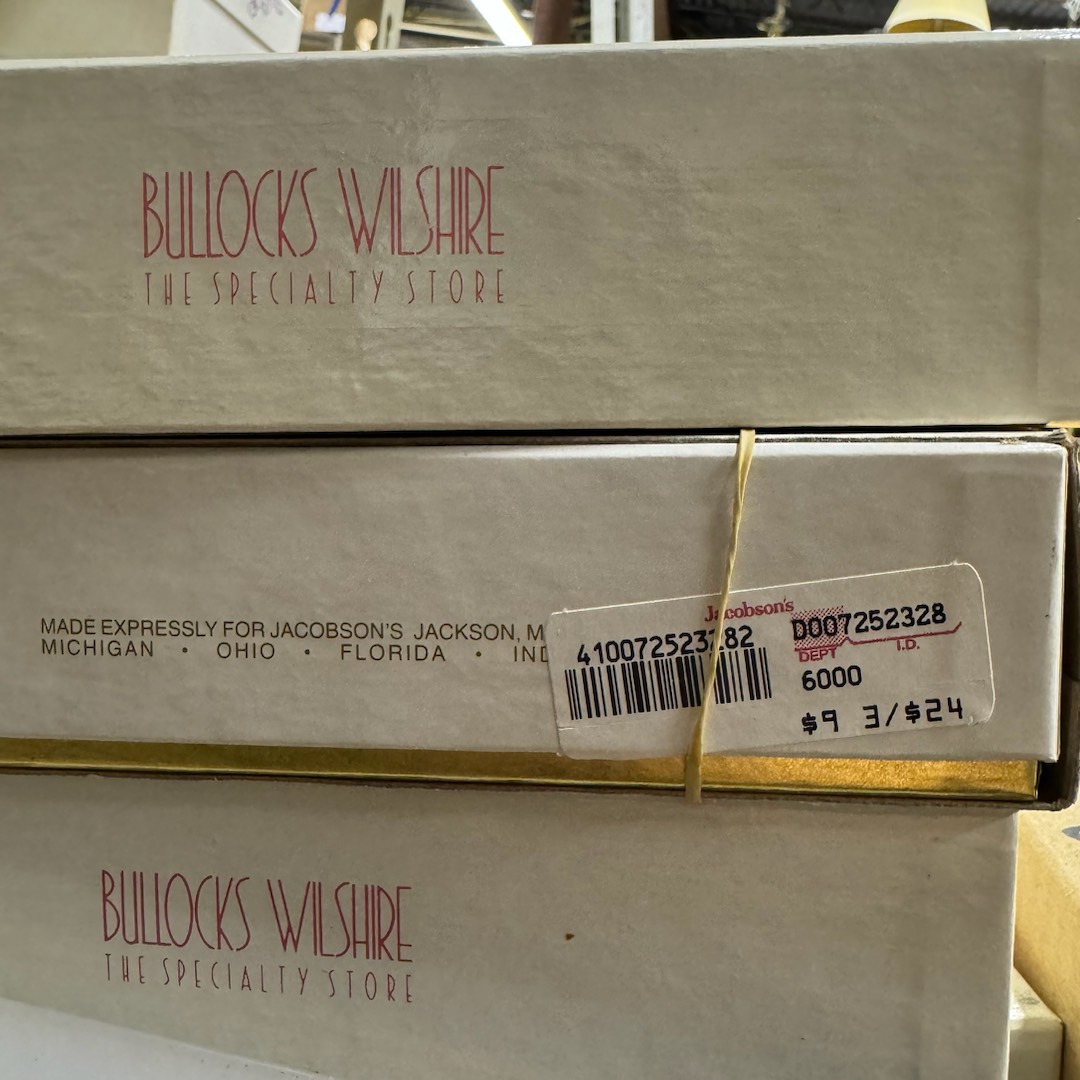 BULLOCKS WILSHIRE
THE SPECIALTY STORE
MADE EXPRESSLY FOR JACOBSON'S JACKSON, M
MICHIGAN • OHIO • FLORIDA • IND
Jacobson's
410072523282
D007252328
DEPT I.D.
6000
$9 3/$24
BULLOCKS WILSHIRE
THE SPECIALTY STORE